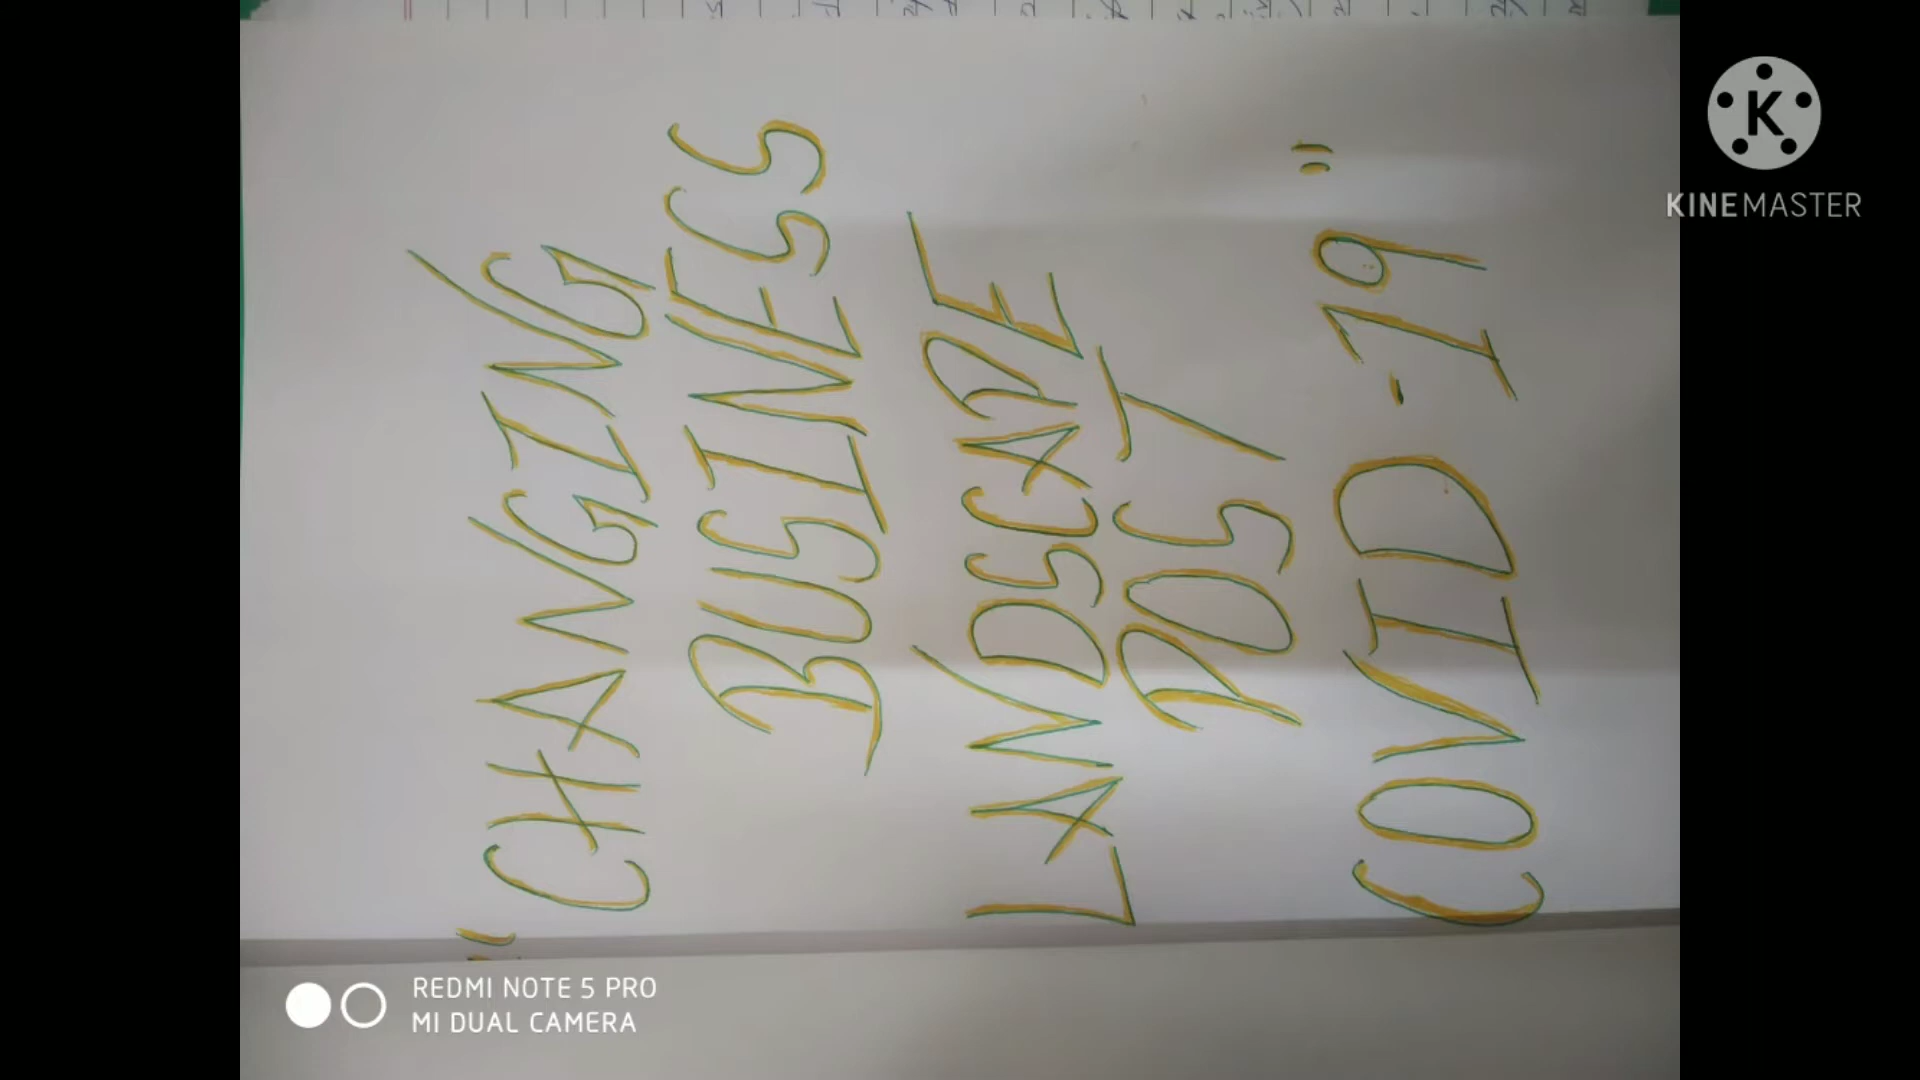 "CHANGING
BUSINESS
LANDSCAPE
POST
COVID-19"
KINEMASTER
REDMI NOTE 5 PRO
MI DUAL CAMERA